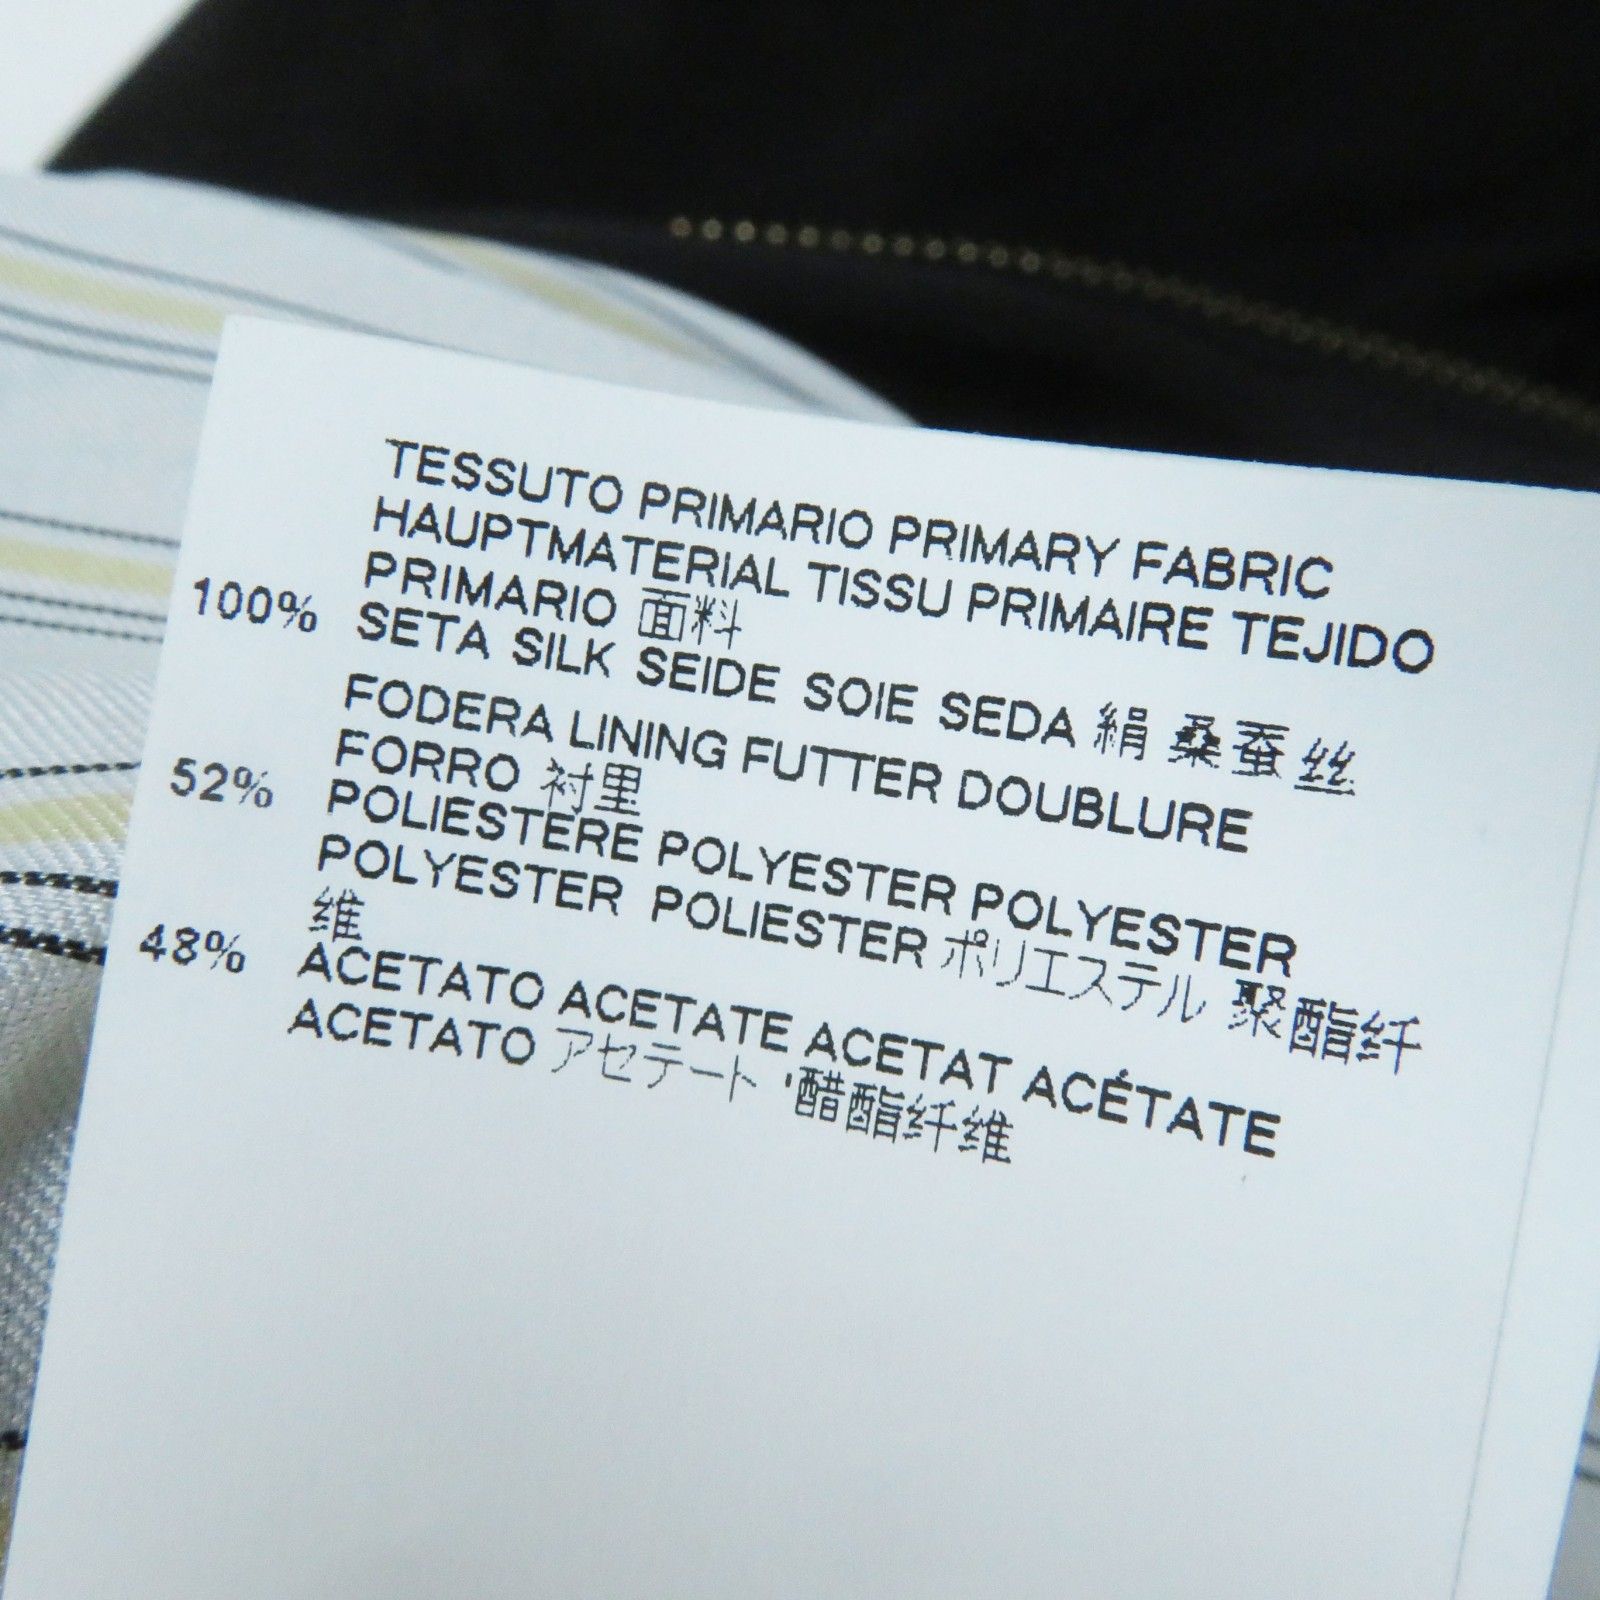 TESSUTO PRIMARIO PRIMARY FABRIC
HAUPTMATERIAL TISSU PRIMAIRE TEJIDO
PRIMARIO 面料
100% SETA SILK SEIDE SOIE SEDA 絹 桑蚕丝
FODERA LINING FUTTER DOUBLURE
FORRO 衬里
52% POLIESTERE POLYESTER POLYESTER
POLYESTER POLIESTER ポリエステル 聚酯纤
维
48% ACETATO ACETATE ACETAT ACÉTATE
ACETATO アセテート '醋酯纤维